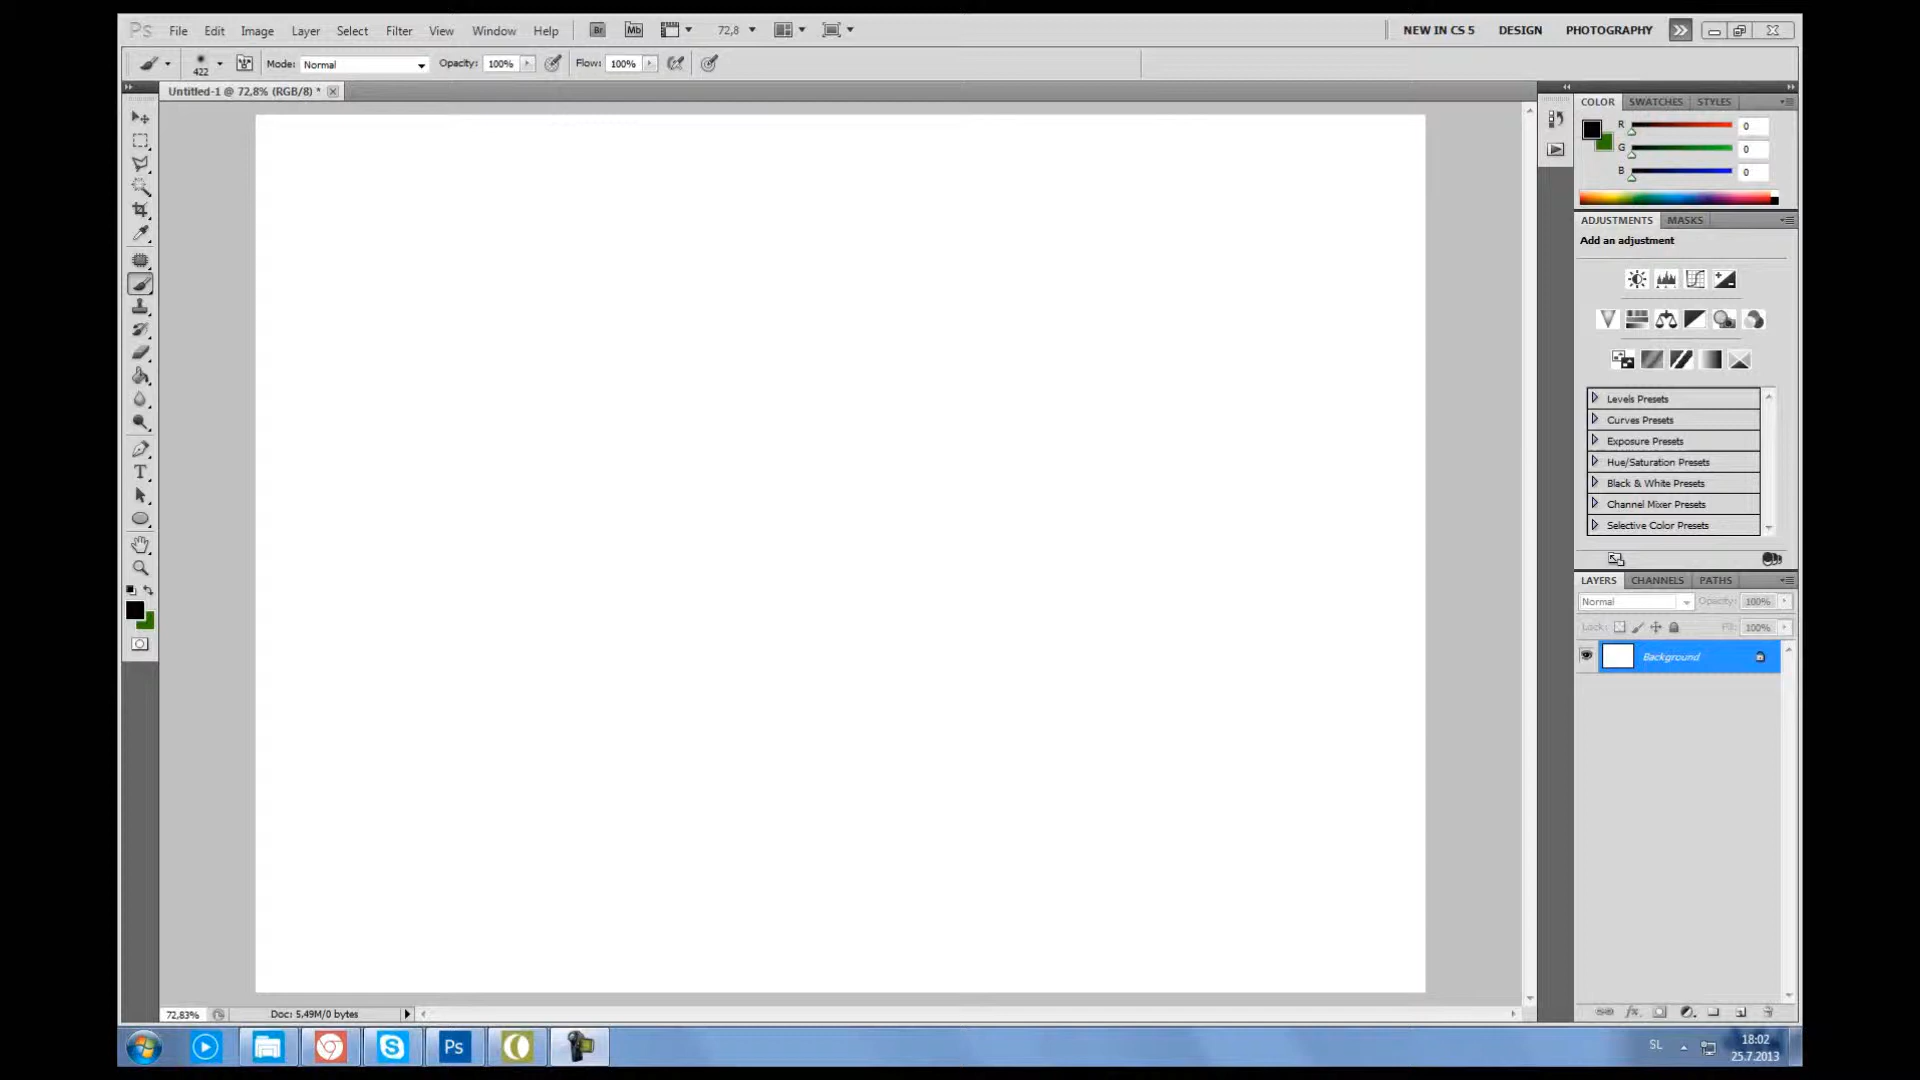 Ps File Edit Image Layer Select Filter View Window Help Br Mb 72,8 NEW IN CS 5 DESIGN PHOTOGRAPHY
422 Mode: Normal Opacity: 100% Flow: 100%
Untitled-1 @ 72,8% (RGB/8) *
COLOR SWATCHES STYLES
R 0
G 0
B 0
ADJUSTMENTS MASKS
Add an adjustment
Levels Presets
Curves Presets
Exposure Presets
Hue/Saturation Presets
Black & White Presets
Channel Mixer Presets
Selective Color Presets
T
LAYERS CHANNELS PATHS
Normal Opacity: 100%
Lock: Fill: 100%
Background
fx
72,83% Doc: 5,49M/0 bytes
Ps SL 18:02
25.7.2013